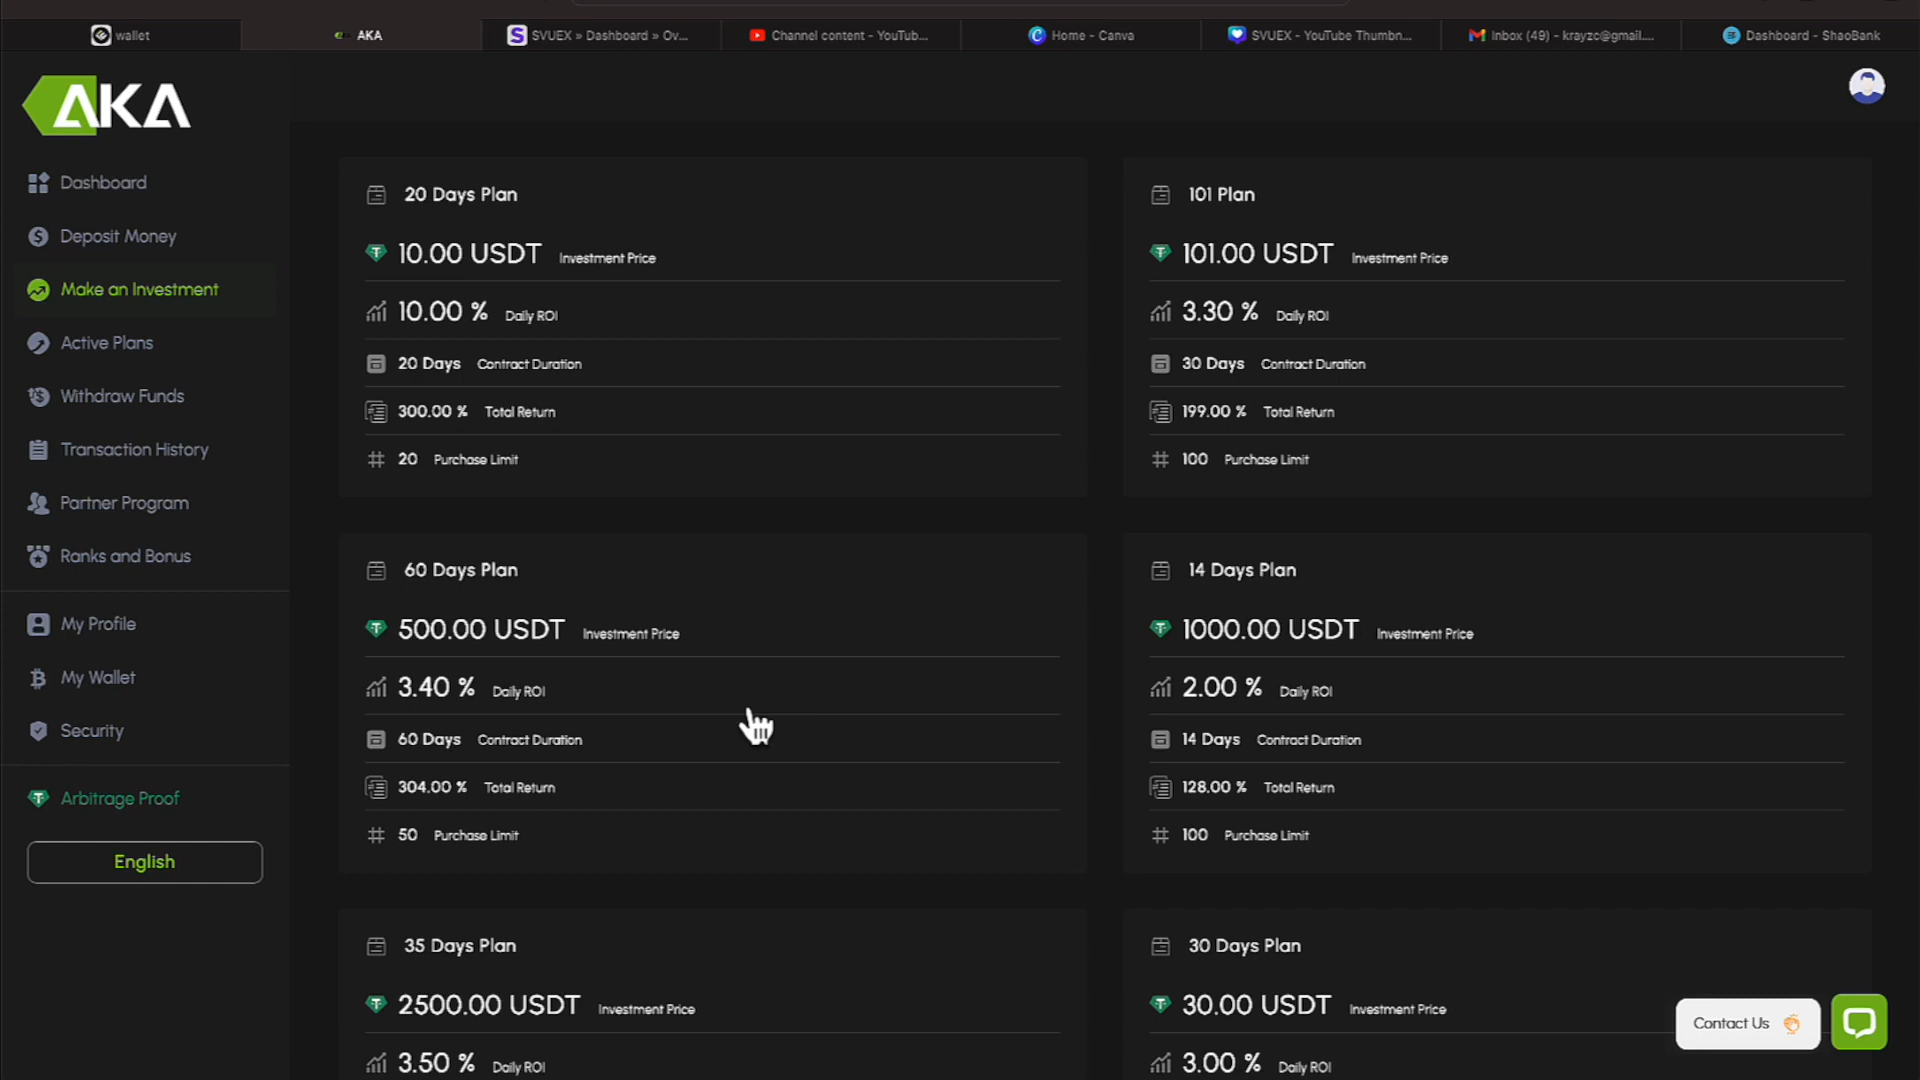 wallet
AKA
SVUEX » Dashboard » Ov...
Channel content - YouTub...
Home - Canva
SVUEX - YouTube Thumbn...
Inbox (49) - krayzc@gmail....
Dashboard - ShaoBank
AKA
Dashboard
Deposit Money
Make an Investment
Active Plans
Withdraw Funds
Transaction History
Partner Program
Ranks and Bonus
My Profile
My Wallet
Security
Arbitrage Proof
English
20 Days Plan
10.00 USDT Investment Price
10.00 % Daily ROI
20 Days Contract Duration
300.00 % Total Return
20 Purchase Limit
101 Plan
101.00 USDT Investment Price
3.30 % Daily ROI
30 Days Contract Duration
199.00 % Total Return
100 Purchase Limit
60 Days Plan
500.00 USDT Investment Price
3.40 % Daily ROI
60 Days Contract Duration
304.00 % Total Return
50 Purchase Limit
14 Days Plan
1000.00 USDT Investment Price
2.00 % Daily ROI
14 Days Contract Duration
128.00 % Total Return
100 Purchase Limit
35 Days Plan
2500.00 USDT Investment Price
3.50 % Daily ROI
30 Days Plan
30.00 USDT Investment Price
3.00 % Daily ROI
Contact Us